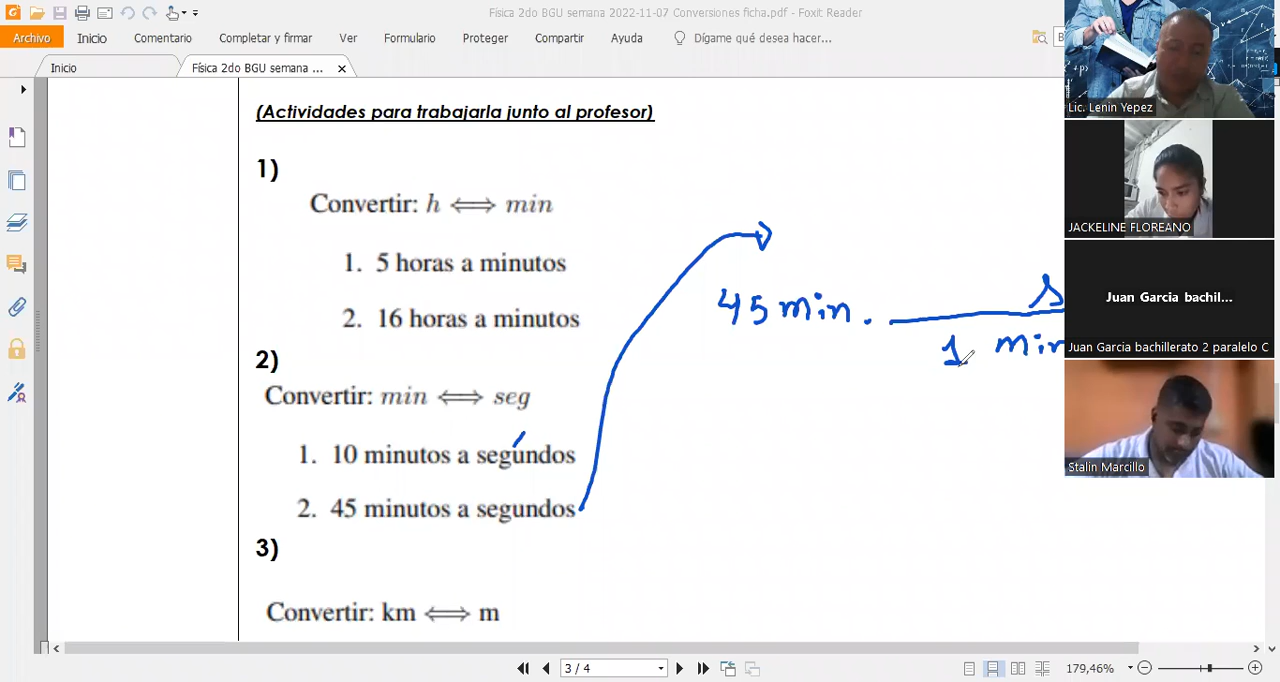 Física 2do BGU semana 2022-11-07 Conversiones ficha.pdf - Foxit Reader
Archivo Inicio Comentario Completar y firmar Ver Formulario Proteger Compartir Ayuda Dígame qué desea hacer...
Inicio Física 2do BGU semana ...
(Actividades para trabajarla junto al profesor)
1)
Convertir: h ⟺ min
1. 5 horas a minutos
2. 16 horas a minutos
2)
Convertir: min ⟺ seg
1. 10 minutos a segundos
2. 45 minutos a segundos
3)
Convertir: km ⟺ m
45 min.
1 min
Lic. Lenin Yepez
JACKELINE FLOREANO
Juan Garcia bachil...
Juan Garcia bachillerato 2 paralelo C
Stalin Marcillo
3 / 4
179,46%